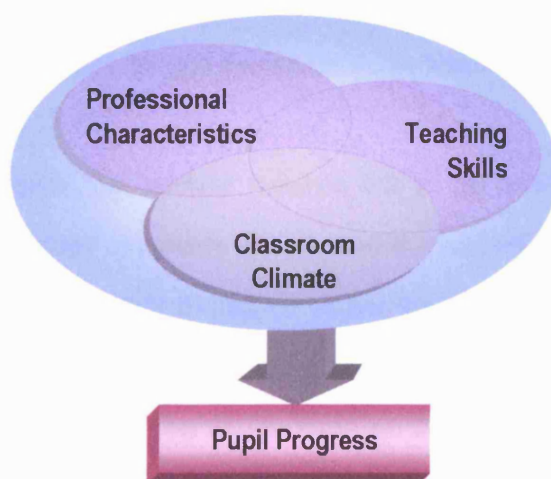 Professional
Characteristics
Teaching
Skills
Classroom
Climate
Pupil Progress